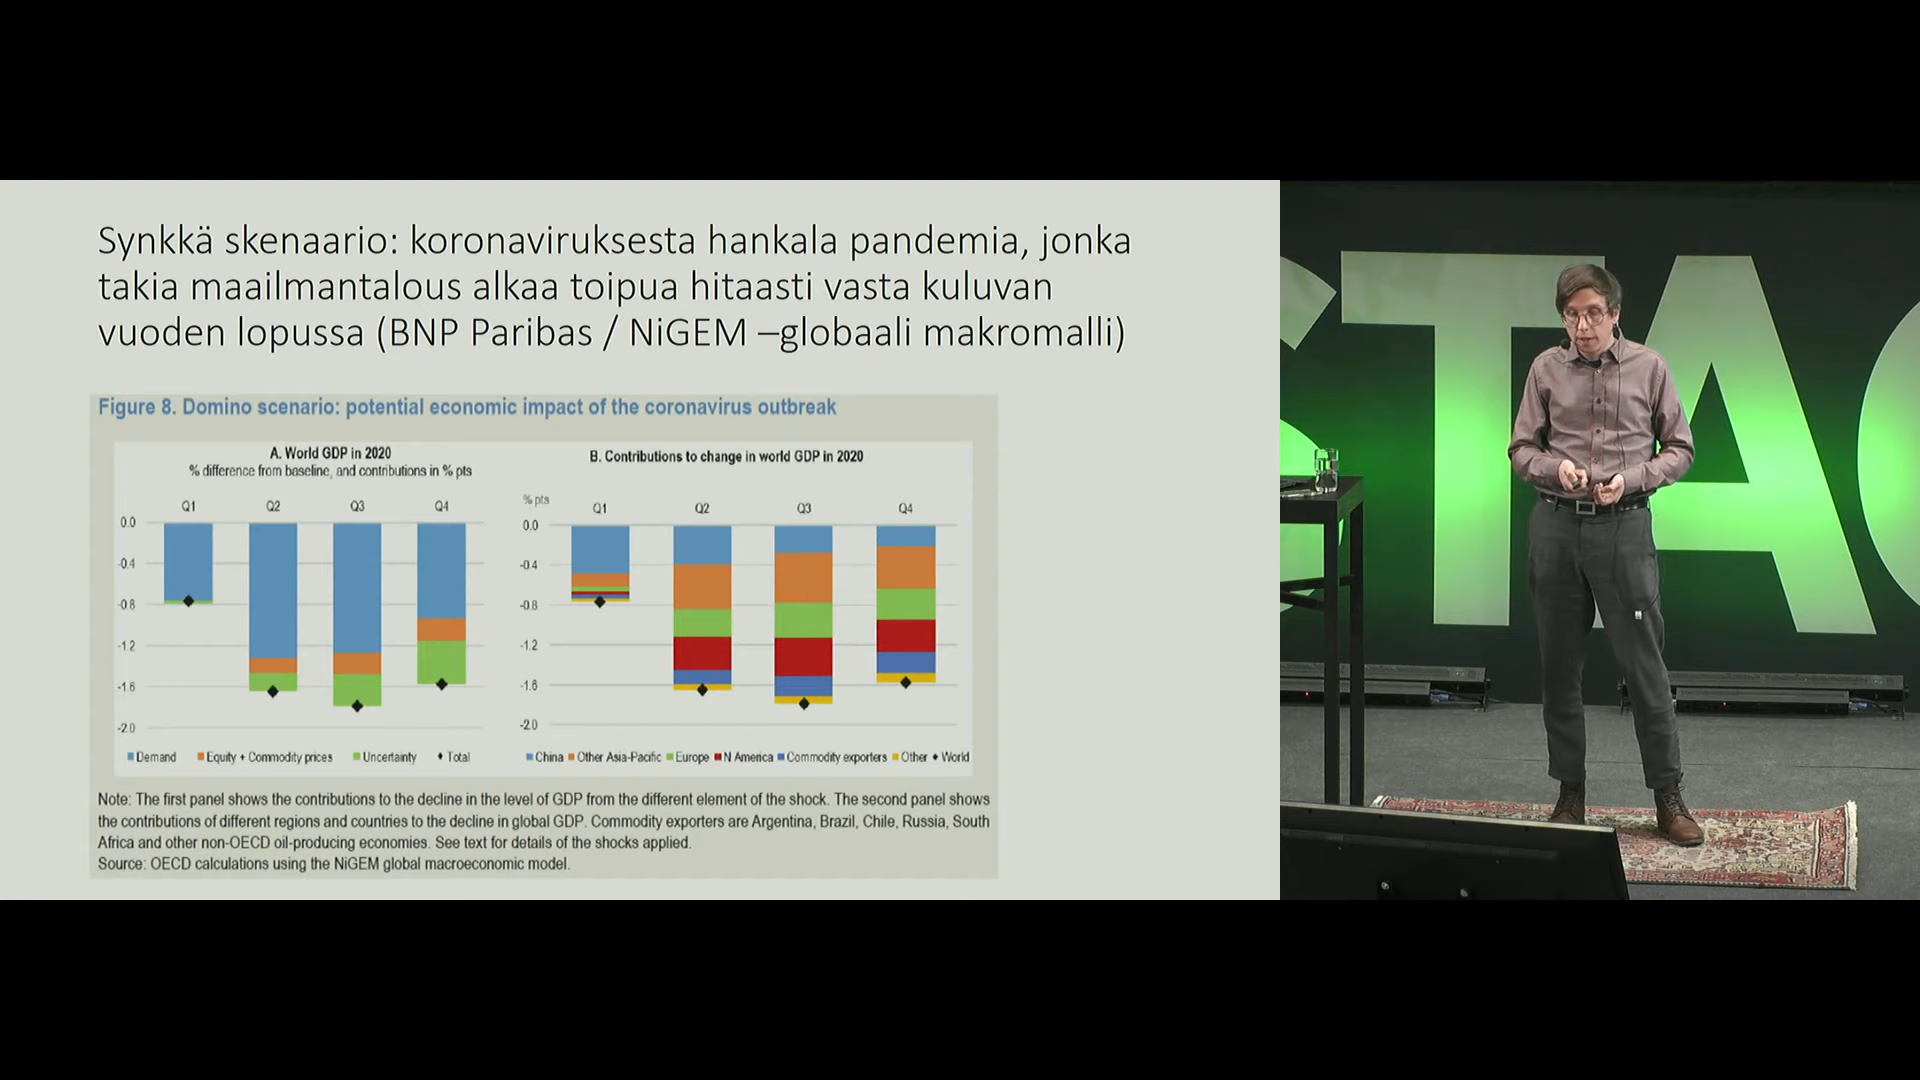 Synkkä skenaario: koronaviruksesta hankala pandemia, jonka
takia maailmantalous alkaa toipua hitaasti vasta kuluvan
vuoden lopussa (BNP Paribas / NiGEM –globaali makromalli)
Figure 8. Domino scenario: potential economic impact of the coronavirus outbreak
A. World GDP in 2020
% difference from baseline, and contributions in % pts
Q1 Q2 Q3 Q4
0.0
-0.4
-0.8
-1.2
-1.6
-2.0
Demand Equity + Commodity prices Uncertainty Total
B. Contributions to change in world GDP in 2020
% pts
Q1 Q2 Q3 Q4
0.0
-0.4
-0.8
-1.2
-1.6
-2.0
China Other Asia-Pacific Europe N America Commodity exporters Other World
Note: The first panel shows the contributions to the decline in the level of GDP from the different element of the shock. The second panel shows
the contributions of different regions and countries to the decline in global GDP. Commodity exporters are Argentina, Brazil, Chile, Russia, South
Africa and other non-OECD oil-producing economies. See text for details of the shocks applied.
Source: OECD calculations using the NiGEM global macroeconomic model.
STA